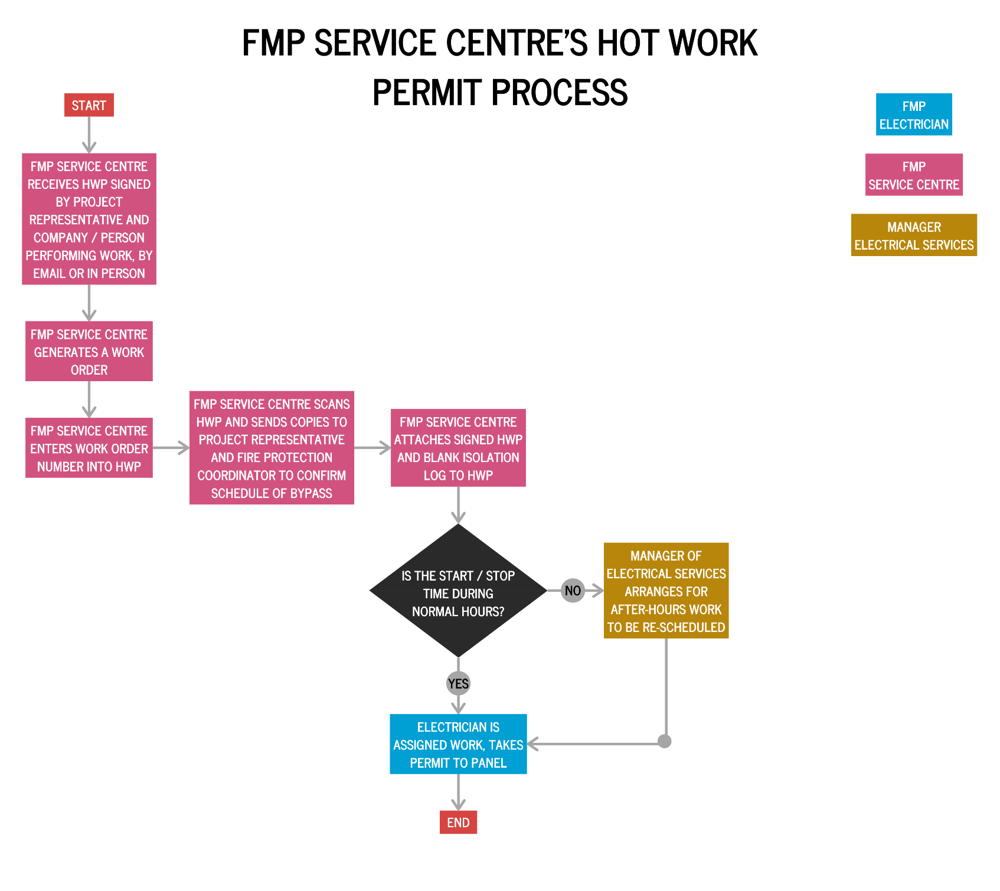 FMP SERVICE CENTRE’S HOT WORK
PERMIT PROCESS
START
FMP
ELECTRICIAN
FMP
SERVICE CENTRE
MANAGER
ELECTRICAL SERVICES
FMP SERVICE CENTRE
RECEIVES HWP SIGNED
BY PROJECT
REPRESENTATIVE AND
COMPANY / PERSON
PERFORMING WORK, BY
EMAIL OR IN PERSON
FMP SERVICE CENTRE
GENERATES A WORK
ORDER
FMP SERVICE CENTRE
ENTERS WORK ORDER
NUMBER INTO HWP
FMP SERVICE CENTRE SCANS
HWP AND SENDS COPIES TO
PROJECT REPRESENTATIVE
AND FIRE PROTECTION
COORDINATOR TO CONFIRM
SCHEDULE OF BYPASS
FMP SERVICE CENTRE
ATTACHES SIGNED HWP
AND BLANK ISOLATION
LOG TO HWP
IS THE START / STOP
TIME DURING
NORMAL HOURS?
NO
MANAGER OF
ELECTRICAL SERVICES
ARRANGES FOR
AFTER-HOURS WORK
TO BE RE-SCHEDULED
YES
ELECTRICIAN IS
ASSIGNED WORK, TAKES
PERMIT TO PANEL
END